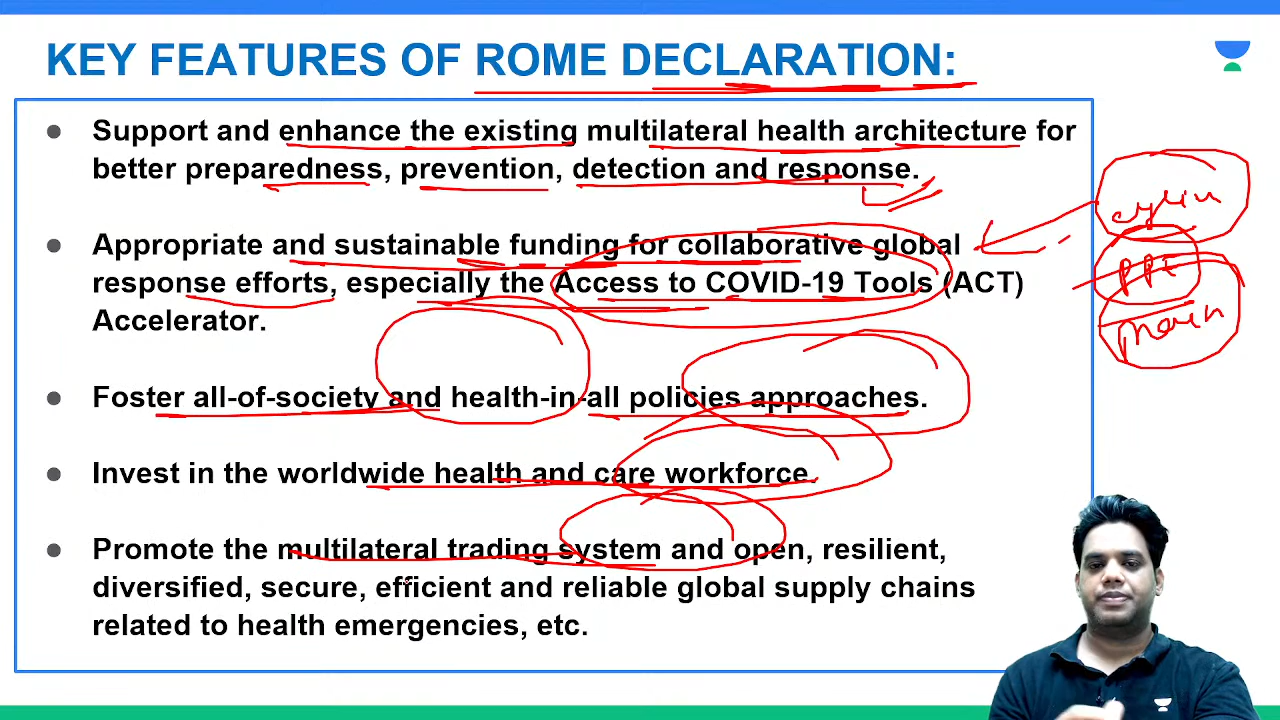 KEY FEATURES OF ROME DECLARATION:
● Support and enhance the existing multilateral health architecture for
better preparedness, prevention, detection and response.
● Appropriate and sustainable funding for collaborative global
response efforts, especially the Access to COVID-19 Tools (ACT)
Accelerator.
● Foster all-of-society and health-in-all policies approaches.
● Invest in the worldwide health and care workforce.
● Promote the multilateral trading system and open, resilient,
diversified, secure, efficient and reliable global supply chains
related to health emergencies, etc.
PPE